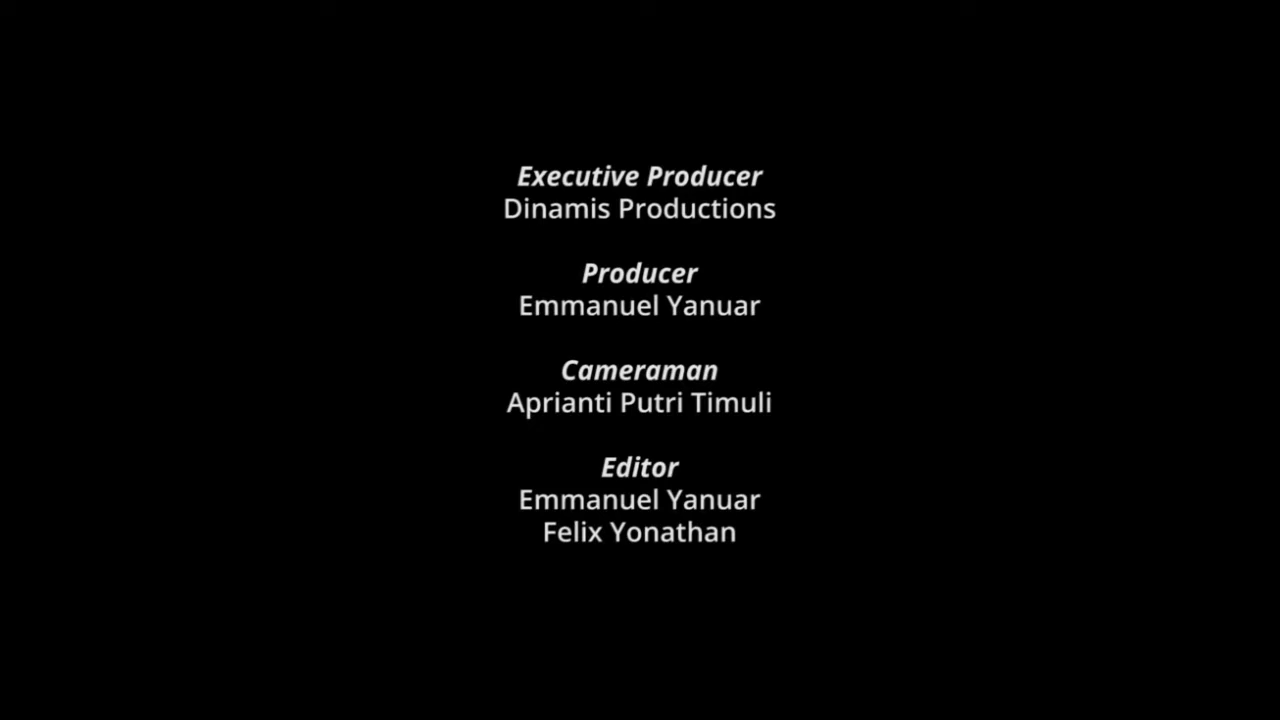 Executive Producer
Dinamis Productions
Producer
Emmanuel Yanuar
Cameraman
Aprianti Putri Timuli
Editor
Emmanuel Yanuar
Felix Yonathan